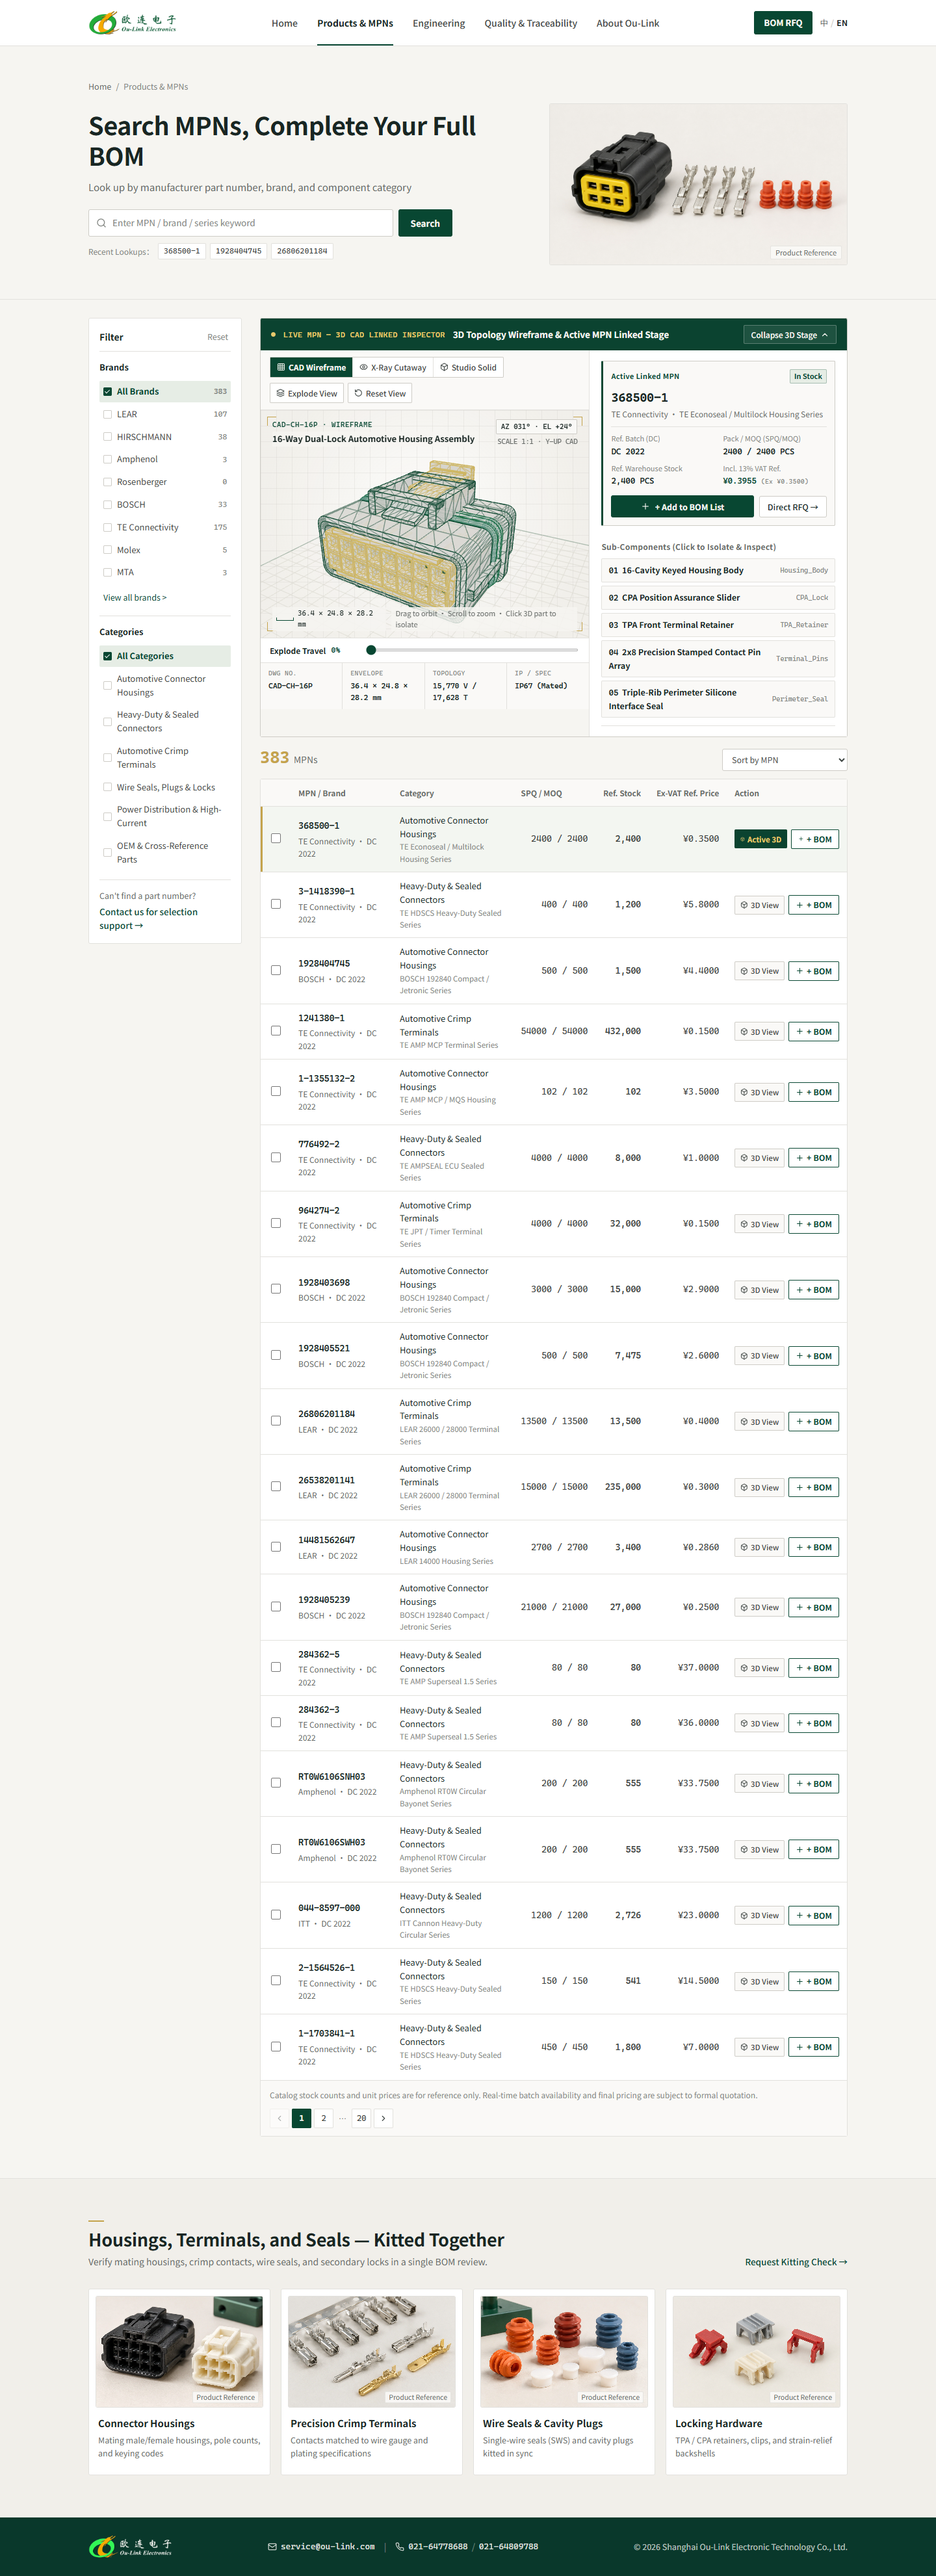 欧连电子
Ou-Link Electronics
Home
Products & MPNs
Engineering
Quality & Traceability
About Ou-Link
BOM RFQ
中 / EN
Home / Products & MPNs
Search MPNs, Complete Your Full
BOM
Look up by manufacturer part number, brand, and component category
Enter MPN / brand / series keyword
Search
Recent Lookups: 368500-1 1928404745 26806201184
Product Reference
Filter Reset
Brands
All Brands 383
LEAR 107
HIRSCHMANN 38
Amphenol 3
Rosenberger 0
BOSCH 33
TE Connectivity 175
Molex 5
MTA 3
View all brands >
Categories
All Categories
Automotive Connector
Housings
Heavy-Duty & Sealed
Connectors
Automotive Crimp
Terminals
Wire Seals, Plugs & Locks
Power Distribution & High-
Current
OEM & Cross-Reference
Parts
Can't find a part number?
Contact us for selection
support →
LIVE MPN — 3D CAD LINKED INSPECTOR 3D Topology Wireframe & Active MPN Linked Stage
Collapse 3D Stage
CAD Wireframe
X-Ray Cutaway
Studio Solid
Explode View
Reset View
CAD-CH-16P · WIREFRAME
16-Way Dual-Lock Automotive Housing Assembly
AZ 031° · EL +24°
SCALE 1:1 · Y-UP CAD
36.4 × 24.8 × 28.2
mm
Drag to orbit • Scroll to zoom • Click 3D part to
isolate
Explode Travel 0%
DWG NO.
CAD-CH-16P
ENVELOPE
36.4 × 24.8 ×
28.2 mm
TOPOLOGY
15,770 V /
17,628 T
IP / SPEC
IP67 (Mated)
Active Linked MPN
In Stock
368500-1
TE Connectivity • TE Econoseal / Multilock Housing Series
Ref. Batch (DC)
DC 2022
Pack / MOQ (SPQ/MOQ)
2400 / 2400 PCS
Ref. Warehouse Stock
2,400 PCS
Incl. 13% VAT Ref.
¥0.3955 (Ex ¥0.3500)
+ + Add to BOM List
Direct RFQ →
Sub-Components (Click to Isolate & Inspect)
01 16-Cavity Keyed Housing Body Housing_Body
02 CPA Position Assurance Slider CPA_Lock
03 TPA Front Terminal Retainer TPA_Retainer
04 2x8 Precision Stamped Contact Pin
Array
Terminal_Pins
05 Triple-Rib Perimeter Silicone
Interface Seal
Perimeter_Seal
383 MPNs
Sort by MPN
MPN / Brand Category SPQ / MOQ Ref. Stock Ex-VAT Ref. Price Action
368500-1
TE Connectivity • DC
2022
Automotive Connector
Housings
TE Econoseal / Multilock
Housing Series
2400 / 2400 2,400 ¥0.3500 Active 3D + + BOM
3-1418390-1
TE Connectivity • DC
2022
Heavy-Duty & Sealed
Connectors
TE HDSCS Heavy-Duty Sealed
Series
400 / 400 1,200 ¥5.8000 3D View + + BOM
1928404745
BOSCH • DC 2022
Automotive Connector
Housings
BOSCH 192840 Compact /
Jetronic Series
500 / 500 1,500 ¥4.4000 3D View + + BOM
1241380-1
TE Connectivity • DC
2022
Automotive Crimp
Terminals
TE AMP MCP Terminal Series
54000 / 54000 432,000 ¥0.1500 3D View + + BOM
1-1355132-2
TE Connectivity • DC
2022
Automotive Connector
Housings
TE AMP MCP / MQS Housing
Series
102 / 102 102 ¥3.5000 3D View + + BOM
776492-2
TE Connectivity • DC
2022
Heavy-Duty & Sealed
Connectors
TE AMPSEAL ECU Sealed
Series
4000 / 4000 8,000 ¥1.0000 3D View + + BOM
964274-2
TE Connectivity • DC
2022
Automotive Crimp
Terminals
TE JPT / Timer Terminal
Series
4000 / 4000 32,000 ¥0.1500 3D View + + BOM
1928403698
BOSCH • DC 2022
Automotive Connector
Housings
BOSCH 192840 Compact /
Jetronic Series
3000 / 3000 15,000 ¥2.9000 3D View + + BOM
1928405521
BOSCH • DC 2022
Automotive Connector
Housings
BOSCH 192840 Compact /
Jetronic Series
500 / 500 7,475 ¥2.6000 3D View + + BOM
26806201184
LEAR • DC 2022
Automotive Crimp
Terminals
LEAR 26000 / 28000 Terminal
Series
13500 / 13500 13,500 ¥0.4000 3D View + + BOM
26538201141
LEAR • DC 2022
Automotive Crimp
Terminals
LEAR 26000 / 28000 Terminal
Series
15000 / 15000 235,000 ¥0.3000 3D View + + BOM
14481562647
LEAR • DC 2022
Automotive Connector
Housings
LEAR 14000 Housing Series
2700 / 2700 3,400 ¥0.2860 3D View + + BOM
1928405239
BOSCH • DC 2022
Automotive Connector
Housings
BOSCH 192840 Compact /
Jetronic Series
21000 / 21000 27,000 ¥0.2500 3D View + + BOM
284362-5
TE Connectivity • DC
2022
Heavy-Duty & Sealed
Connectors
TE AMP Superseal 1.5 Series
80 / 80 80 ¥37.0000 3D View + + BOM
284362-3
TE Connectivity • DC
2022
Heavy-Duty & Sealed
Connectors
TE AMP Superseal 1.5 Series
80 / 80 80 ¥36.0000 3D View + + BOM
RT0W6106SNH03
Amphenol • DC 2022
Heavy-Duty & Sealed
Connectors
Amphenol RT0W Circular
Bayonet Series
200 / 200 555 ¥33.7500 3D View + + BOM
RT0W6106SWH03
Amphenol • DC 2022
Heavy-Duty & Sealed
Connectors
Amphenol RT0W Circular
Bayonet Series
200 / 200 555 ¥33.7500 3D View + + BOM
044-8597-000
ITT • DC 2022
Heavy-Duty & Sealed
Connectors
ITT Cannon Heavy-Duty
Circular Series
1200 / 1200 2,726 ¥23.0000 3D View + + BOM
2-1564526-1
TE Connectivity • DC
2022
Heavy-Duty & Sealed
Connectors
TE HDSCS Heavy-Duty Sealed
Series
150 / 150 541 ¥14.5000 3D View + + BOM
1-1703841-1
TE Connectivity • DC
2022
Heavy-Duty & Sealed
Connectors
TE HDSCS Heavy-Duty Sealed
Series
450 / 450 1,800 ¥7.0000 3D View + + BOM
Catalog stock counts and unit prices are for reference only. Real-time batch availability and final pricing are subject to formal quotation.
1 2 ··· 20
Housings, Terminals, and Seals — Kitted Together
Verify mating housings, crimp contacts, wire seals, and secondary locks in a single BOM review.
Request Kitting Check →
Product Reference
Product Reference
Product Reference
Product Reference
Connector Housings
Mating male/female housings, pole counts,
and keying codes
Precision Crimp Terminals
Contacts matched to wire gauge and
plating specifications
Wire Seals & Cavity Plugs
Single-wire seals (SWS) and cavity plugs
kitted in sync
Locking Hardware
TPA / CPA retainers, clips, and strain-relief
backshells
欧连电子
Ou-Link Electronics
service@ou-link.com | 021-64778688 / 021-64809788
© 2026 Shanghai Ou-Link Electronic Technology Co., Ltd.